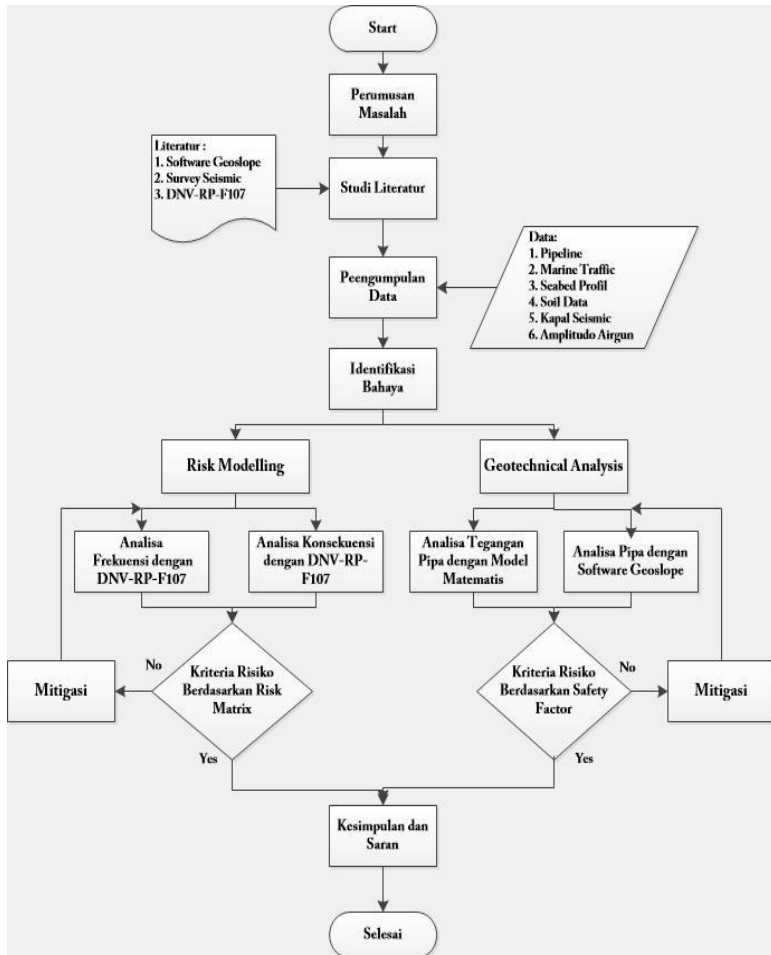 Start
Perumusan
Masalah
Literatur :
1. Software Geoslope
2. Survey Seismic
3. DNV-RP-F107
Studi Literatur
Data:
1. Pipeline
2. Marine Traffic
3. Seabed Profil
4. Soil Data
5. Kapal Seismic
6. Amplitudo Airgun
Peengumpulan
Data
Identifikasi
Bahaya
Risk Modelling
Geotechnical Analysis
Analisa
Frekuensi dengan
DNV-RP-F107
Analisa Konsekuensi
dengan DNV-RP-
F107
Analisa Tegangan
Pipa dengan Model
Matematis
Analisa Pipa dengan
Software Geoslope
Mitigasi
No
Kriteria Risiko
Berdasarkan Risk
Matrix
Yes
Kriteria Risiko
Berdasarkan Safety
Factor
No
Mitigasi
Yes
Kesimpulan dan
Saran
Selesai